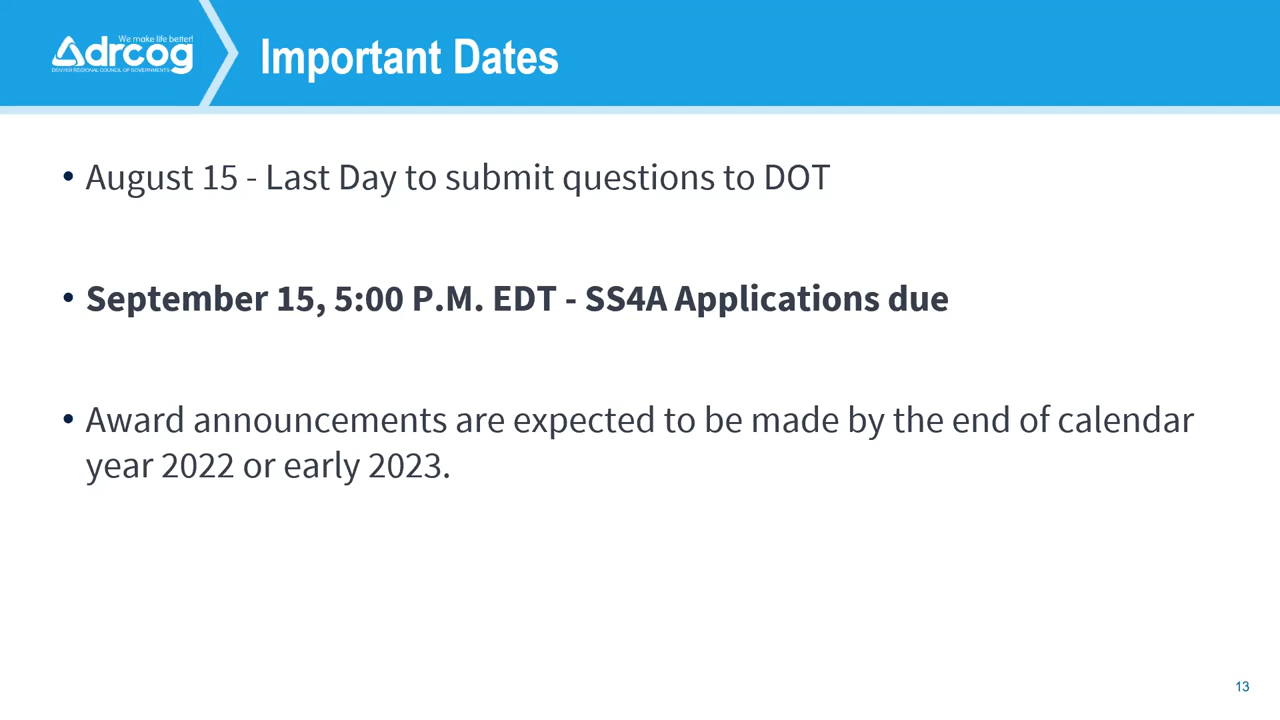 We make life better!
drcog
DENVER REGIONAL COUNCIL OF GOVERNMENTS
Important Dates
• August 15 - Last Day to submit questions to DOT
• September 15, 5:00 P.M. EDT - SS4A Applications due
• Award announcements are expected to be made by the end of calendar
year 2022 or early 2023.
13